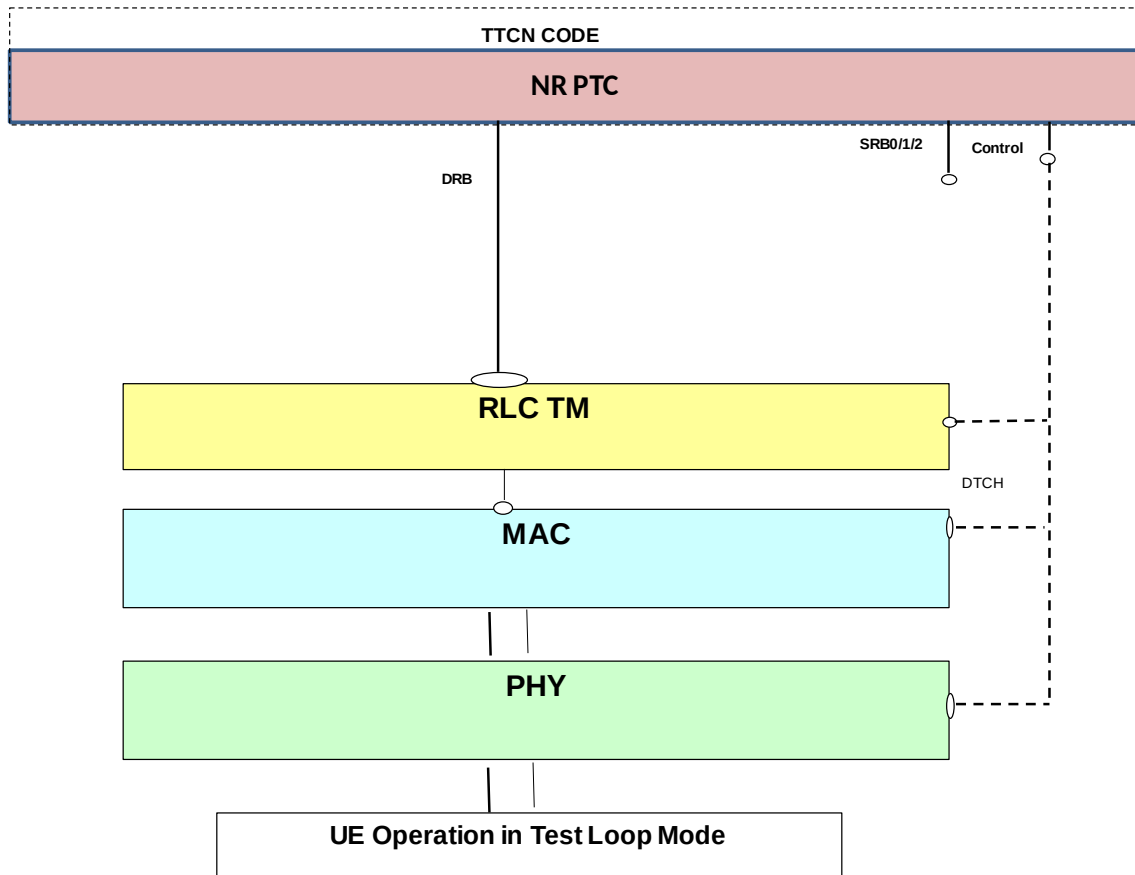 TTCN CODE
NR PTC
SRB0/1/2
Control
DRB
RLC TM
DTCH
MAC
PHY
UE Operation in Test Loop Mode